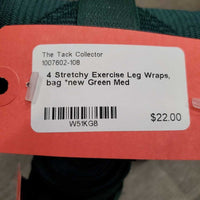 The Tack Collector
1007602-108
4 Stretchy Exercise Leg Wraps,
bag *new Green Med
$22.00
W51KGB